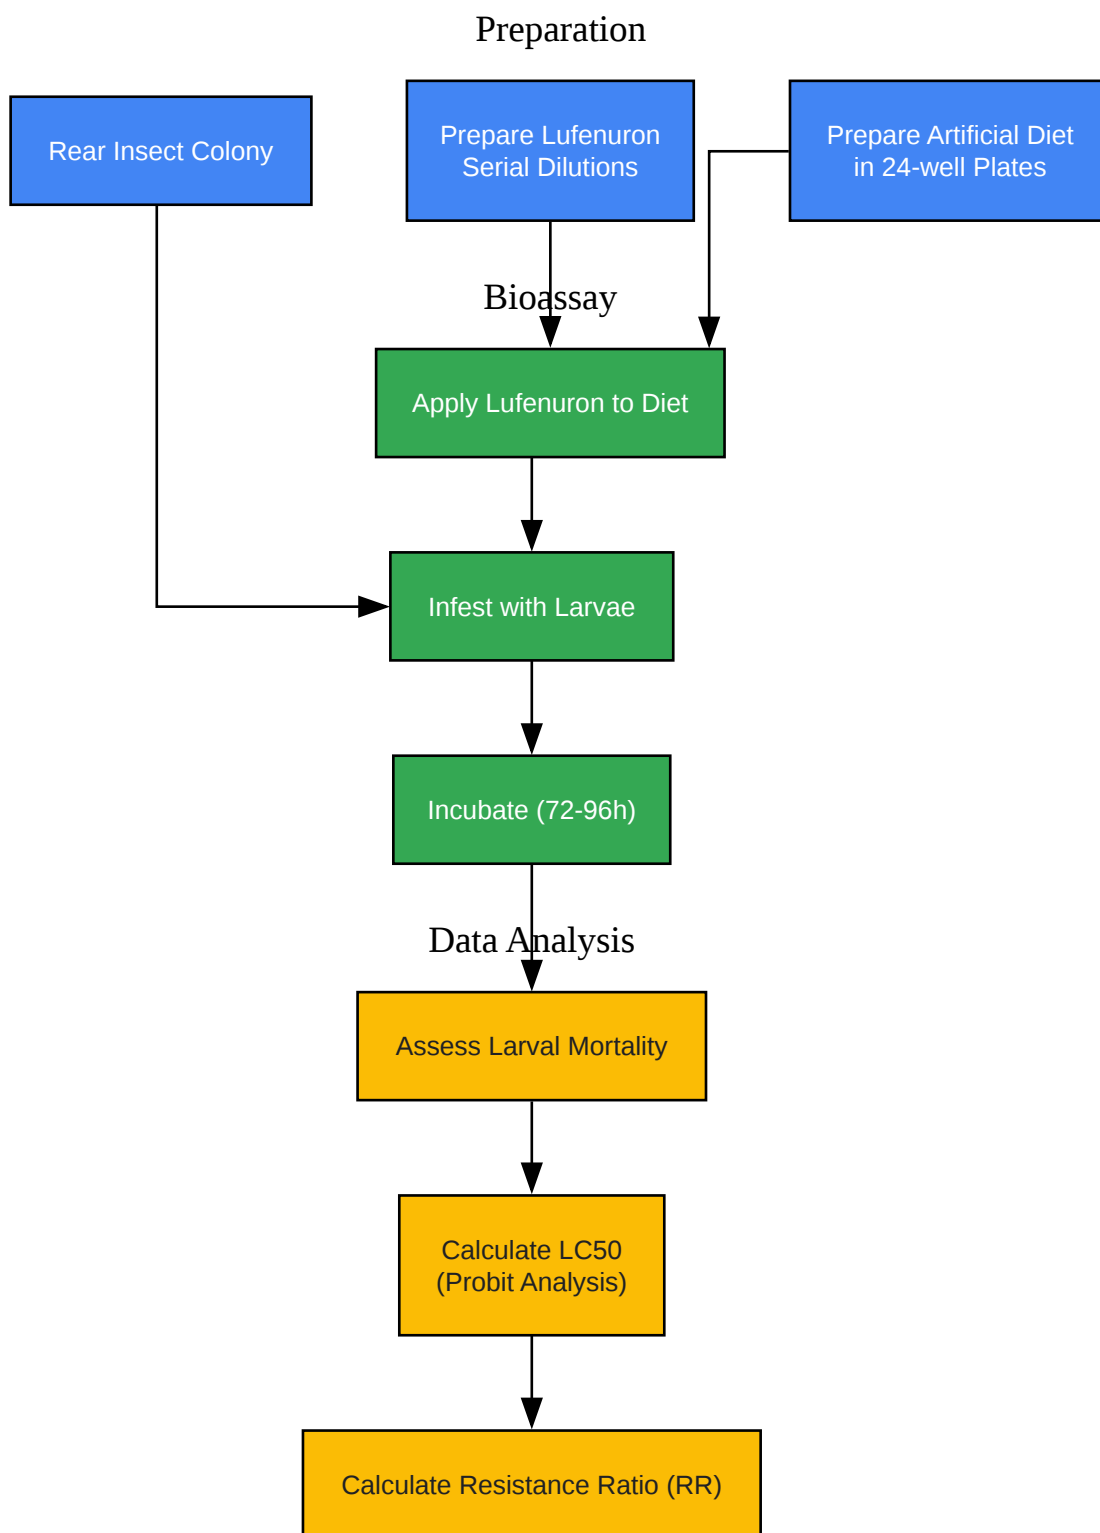 Preparation
Rear Insect Colony
Prepare Lufenuron
Serial Dilutions
Prepare Artificial Diet
in 24-well Plates
Bioassay
Apply Lufenuron to Diet
Infest with Larvae
Incubate (72-96h)
Data Analysis
Assess Larval Mortality
Calculate LC50
(Probit Analysis)
Calculate Resistance Ratio (RR)